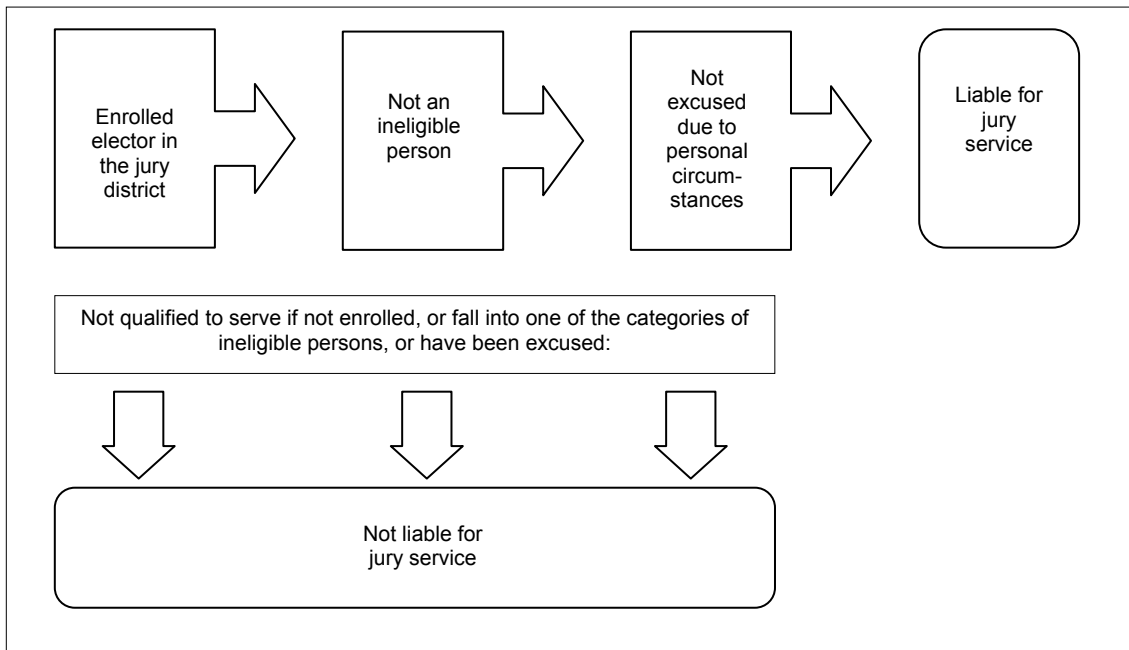 Enrolled
elector in
the jury
district
Not an
ineligible
person
Not
excused
due to
personal
circum-
stances
Liable for
jury
service
Not qualified to serve if not enrolled, or fall into one of the categories of
ineligible persons, or have been excused:
Not liable for
jury service